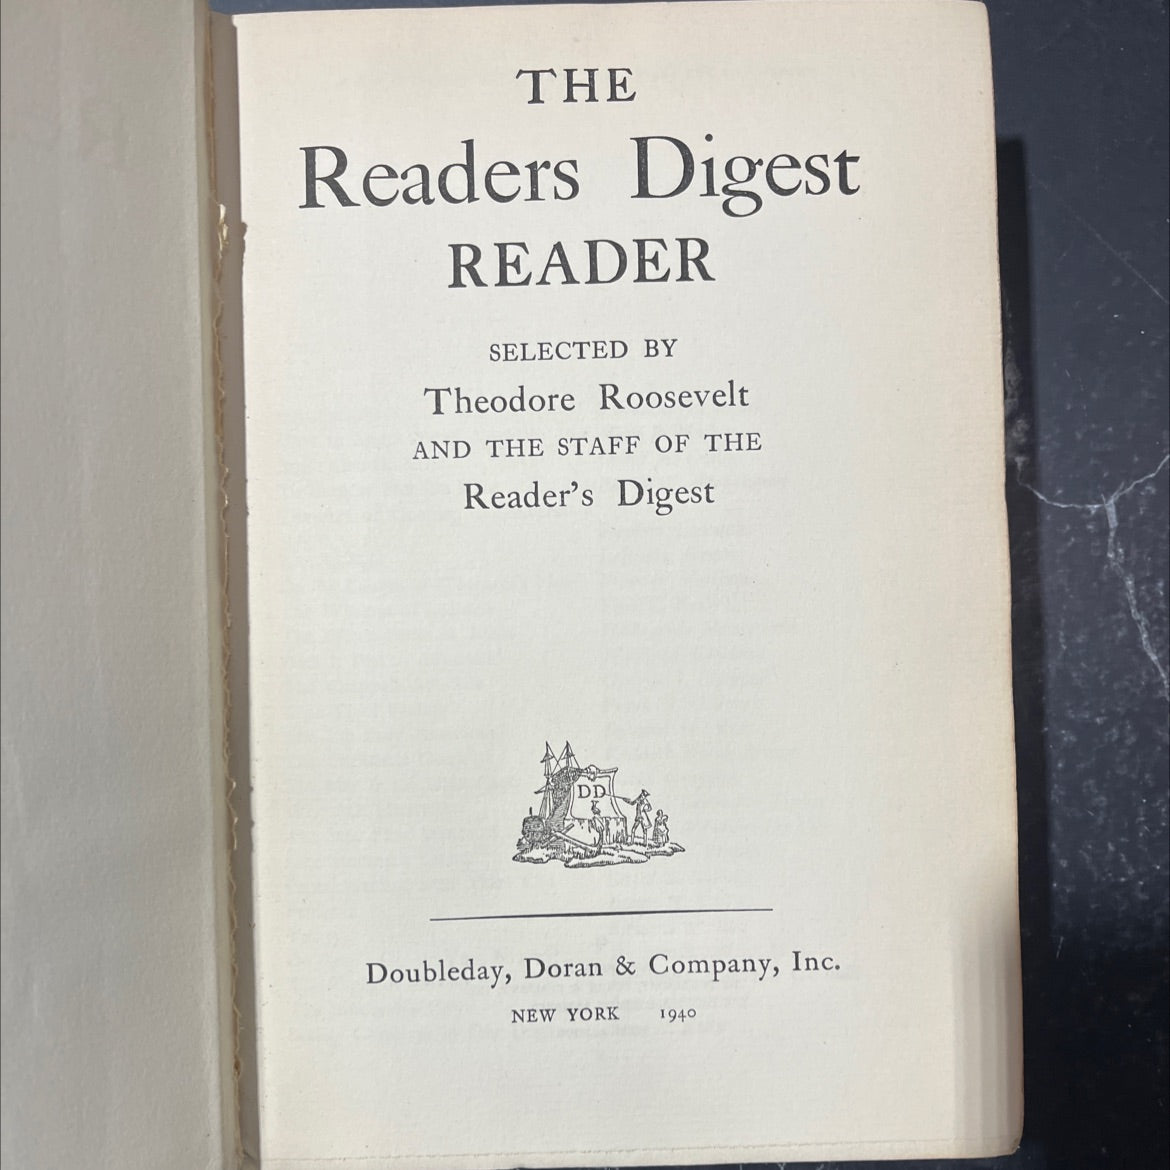 THE
Readers Digest
READER
SELECTED BY
Theodore Roosevelt
AND THE STAFF OF THE
Reader's Digest
DD
Doubleday, Doran & Company, Inc.
NEW YORK 1940